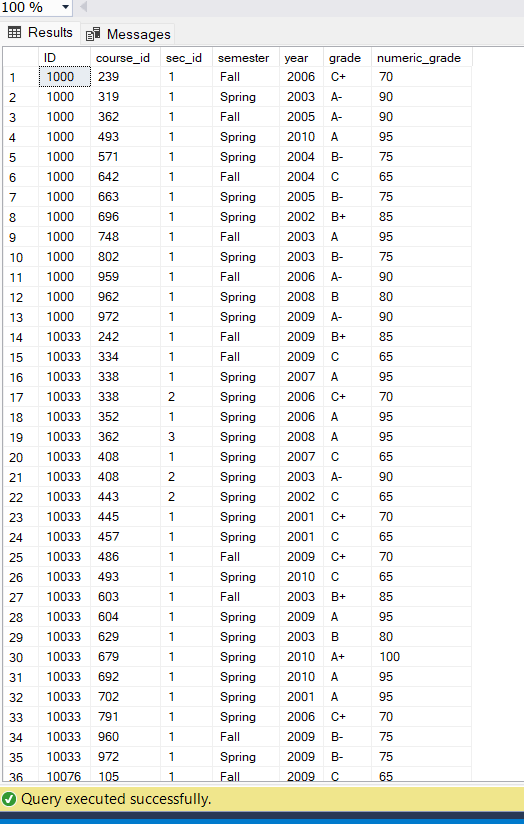 100 %
Results Messages
ID course_id sec_id semester year grade numeric_grade
1 1000 239 1 Fall 2006 C+ 70
2 1000 319 1 Spring 2003 A- 90
3 1000 362 1 Fall 2005 A- 90
4 1000 493 1 Spring 2010 A 95
5 1000 571 1 Spring 2004 B- 75
6 1000 642 1 Fall 2004 C 65
7 1000 663 1 Spring 2005 B- 75
8 1000 696 1 Spring 2002 B+ 85
9 1000 748 1 Fall 2003 A 95
10 1000 802 1 Spring 2003 B- 75
11 1000 959 1 Fall 2006 A- 90
12 1000 962 1 Spring 2008 B 80
13 1000 972 1 Spring 2009 A- 90
14 10033 242 1 Fall 2009 B+ 85
15 10033 334 1 Fall 2009 C 65
16 10033 338 1 Spring 2007 A 95
17 10033 338 2 Spring 2006 C+ 70
18 10033 352 1 Spring 2006 A 95
19 10033 362 3 Spring 2008 A 95
20 10033 408 1 Spring 2007 C 65
21 10033 408 2 Spring 2003 A- 90
22 10033 443 2 Spring 2002 C 65
23 10033 445 1 Spring 2001 C+ 70
24 10033 457 1 Spring 2001 C 65
25 10033 486 1 Fall 2009 C+ 70
26 10033 493 1 Spring 2010 C 65
27 10033 603 1 Fall 2003 B+ 85
28 10033 604 1 Spring 2009 A 95
29 10033 629 1 Spring 2003 B 80
30 10033 679 1 Spring 2010 A+ 100
31 10033 692 1 Spring 2010 A 95
32 10033 702 1 Spring 2001 A 95
33 10033 791 1 Spring 2006 C+ 70
34 10033 960 1 Fall 2009 B- 75
35 10033 972 1 Spring 2009 B- 75
36 10076 105 1 Fall 2009 C 65
Query executed successfully.